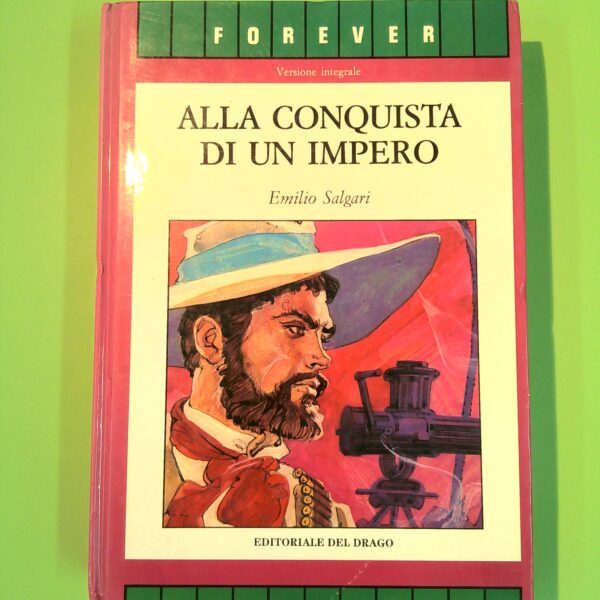 FOREVER
Versione integrale
ALLA CONQUISTA
DI UN IMPERO
Emilio Salgari
EDITORIALE DEL DRAGO